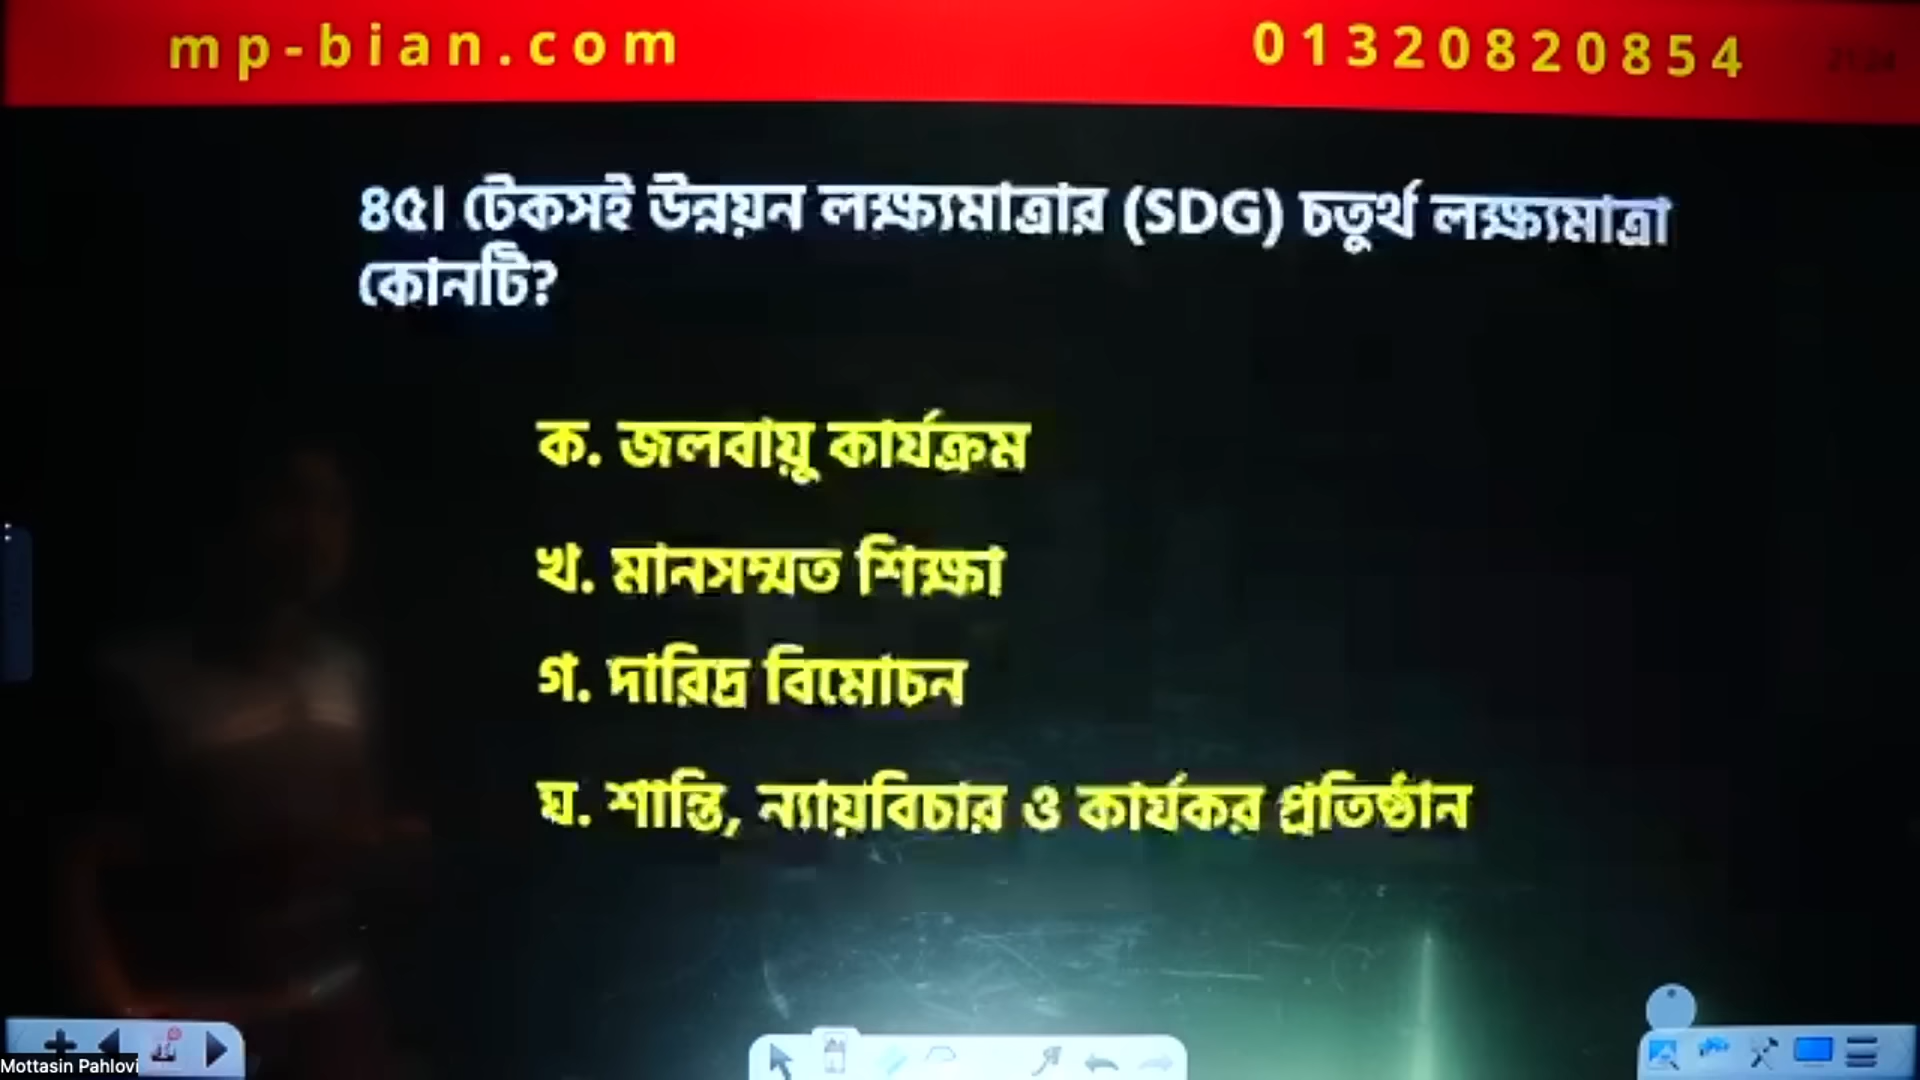 mp-bian.com 01320820854
৪৫। টেকসই উন্নয়ন লক্ষ্যমাত্রার (SDG) চতুর্থ লক্ষ্যমাত্রা
কোনটি?
ক. জলবায়ু কার্যক্রম
খ. মানসম্মত শিক্ষা
গ. দারিদ্র বিমোচন
ঘ. শান্তি, ন্যায়বিচার ও কার্যকর প্রতিষ্ঠান
Mottasin Pahlovi